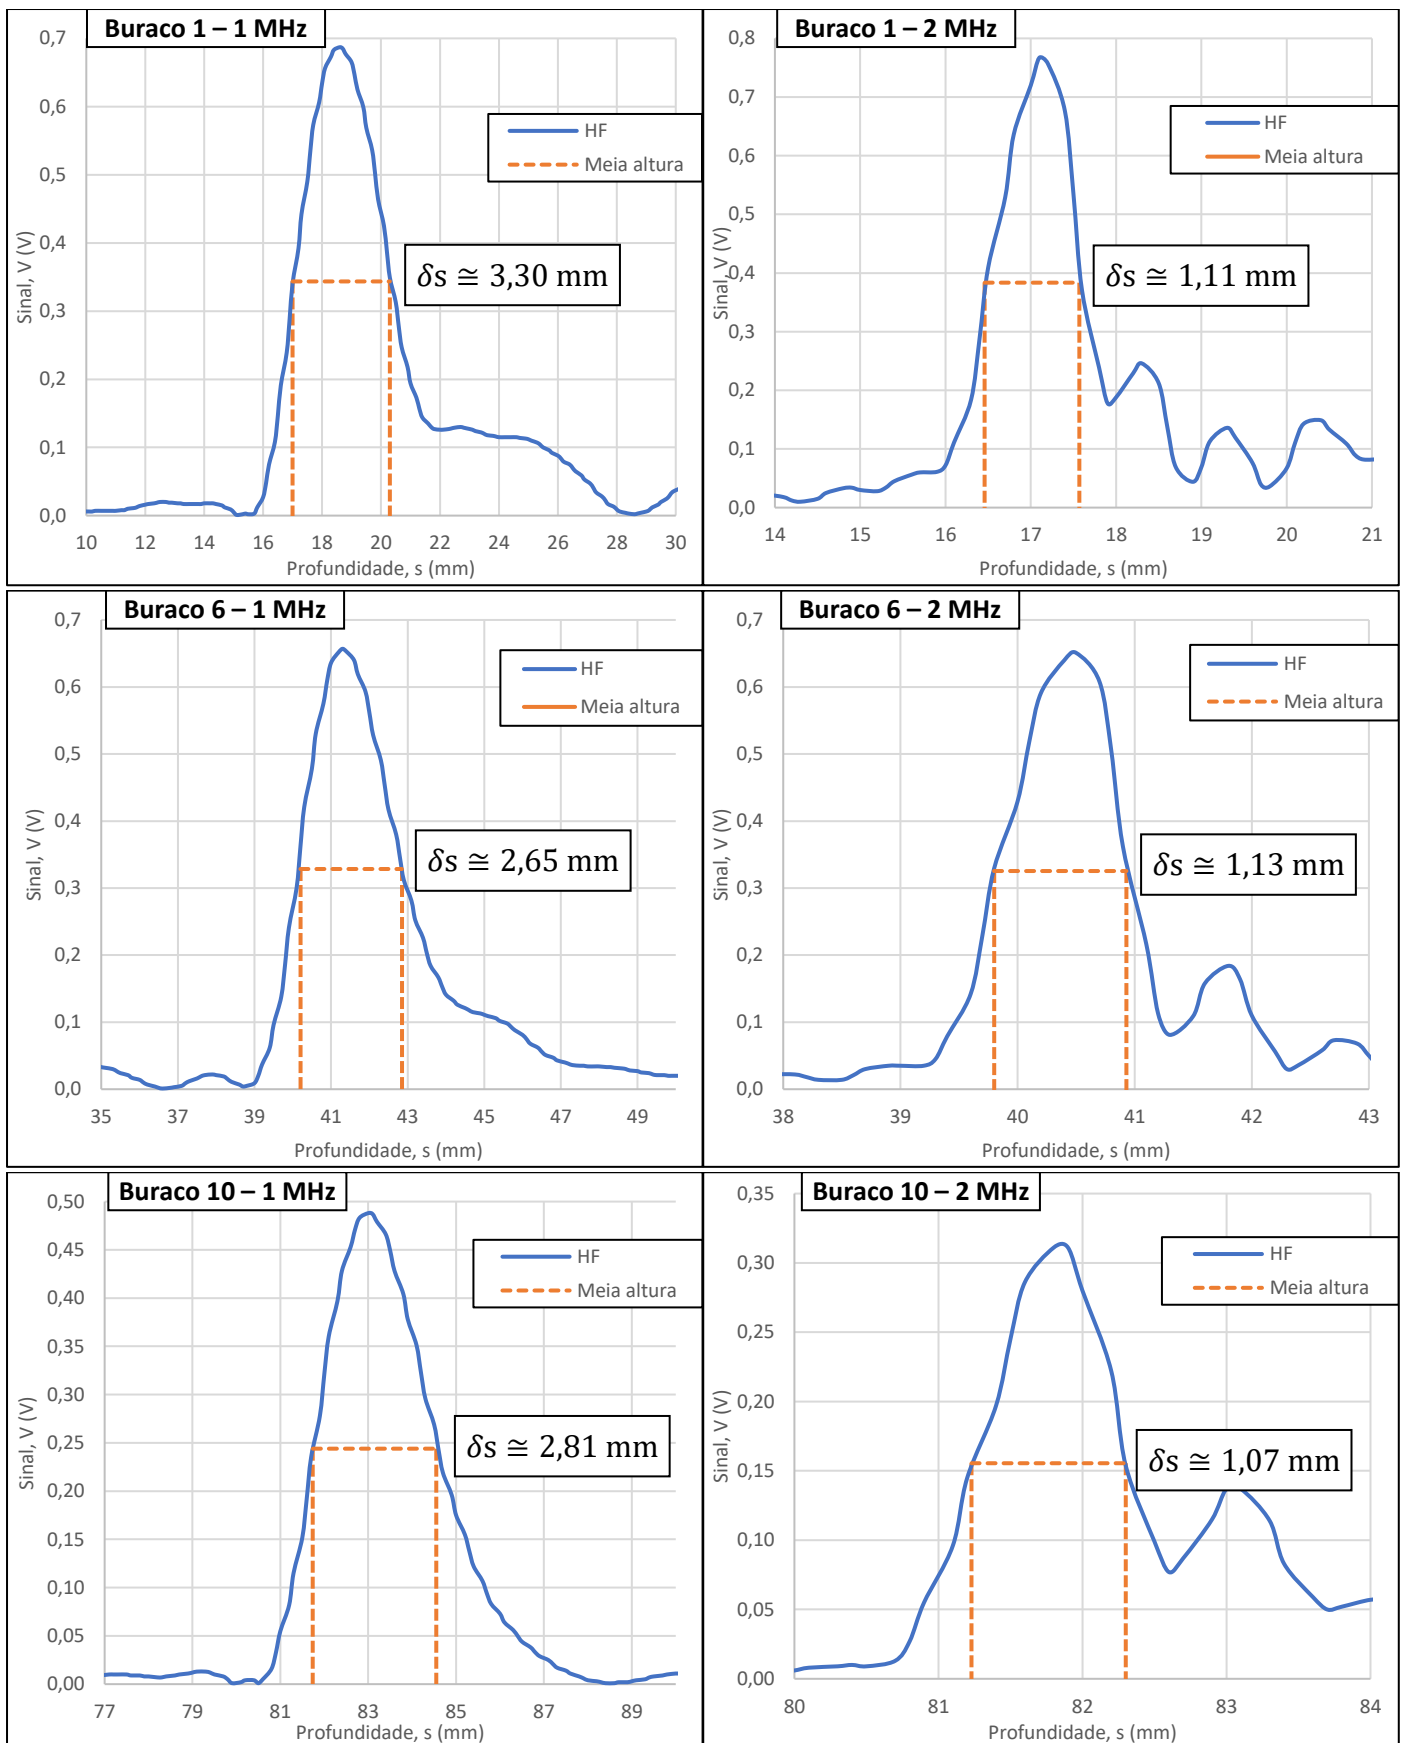 Buraco 1 – 1 MHz
0,7
0,6
0,5
0,4
0,3
0,2
0,1
0,0
Sinal, V (V)
HF
Meia altura
δs ≅ 3,30 mm
10 12 14 16 18 20 22 24 26 28 30
Profundidade, s (mm)
Buraco 1 – 2 MHz
0,8
0,7
0,6
0,5
0,4
0,3
0,2
0,1
0,0
Sinal, V (V)
HF
Meia altura
δs ≅ 1,11 mm
14 15 16 17 18 19 20 21
Profundidade, s (mm)
Buraco 6 – 1 MHz
0,7
0,6
0,5
0,4
0,3
0,2
0,1
0,0
Sinal, V (V)
HF
Meia altura
δs ≅ 2,65 mm
35 37 39 41 43 45 47 49
Profundidade, s (mm)
Buraco 6 – 2 MHz
0,7
0,6
0,5
0,4
0,3
0,2
0,1
0,0
Sinal, V (V)
HF
Meia altura
δs ≅ 1,13 mm
38 39 40 41 42 43
Profundidade, s (mm)
Buraco 10 – 1 MHz
0,50
0,45
0,40
0,35
0,30
0,25
0,20
0,15
0,10
0,05
0,00
Sinal, V (V)
HF
Meia altura
δs ≅ 2,81 mm
77 79 81 83 85 87 89
Profundidade, s (mm)
Buraco 10 – 2 MHz
0,35
0,30
0,25
0,20
0,15
0,10
0,05
0,00
Sinal, V (V)
HF
Meia altura
δs ≅ 1,07 mm
80 81 82 83 84
Profundidade, s (mm)